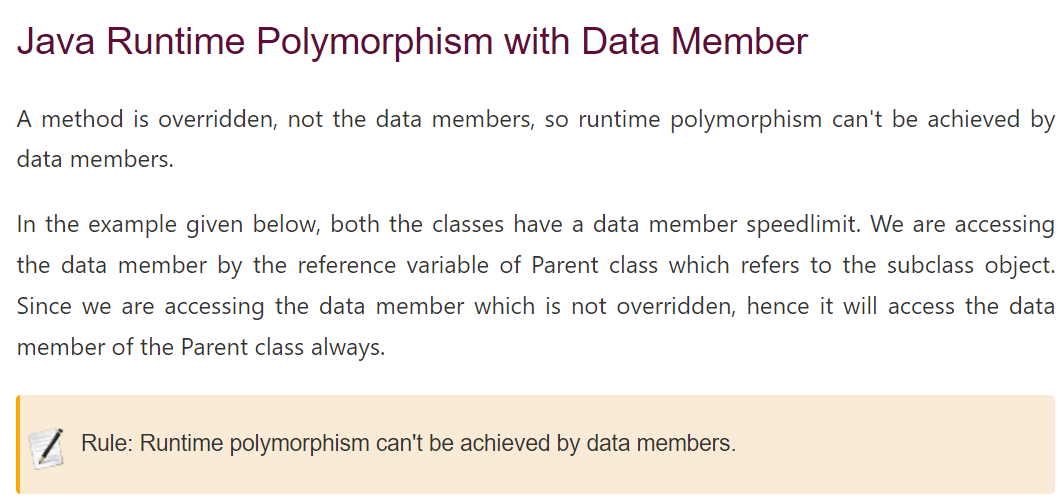 Java Runtime Polymorphism with Data Member
A method is overridden, not the data members, so runtime polymorphism can't be achieved by
data members.
In the example given below, both the classes have a data member speedlimit. We are accessing
the data member by the reference variable of Parent class which refers to the subclass object.
Since we are accessing the data member which is not overridden, hence it will access the data
member of the Parent class always.
Rule: Runtime polymorphism can't be achieved by data members.